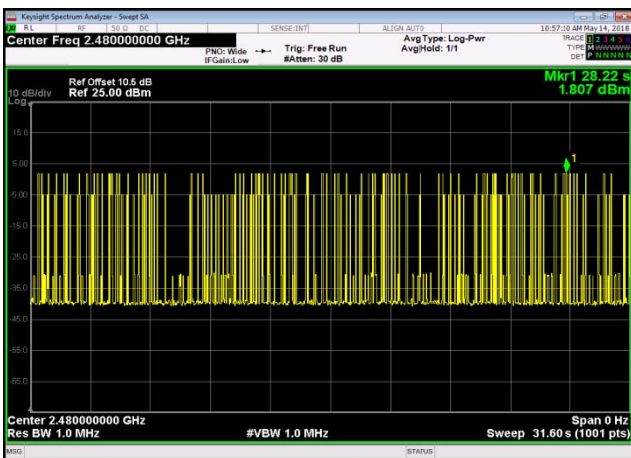 Keysight Spectrum Analyzer - Swept SA
RL RF 50 Ω DC SENSE:INT ALIGN AUTO 10:57:10 AM May 14, 2018
Center Freq 2.480000000 GHz Avg Type: Log-Pwr TRACE 1 2 3 4 5 6
PNO: Wide Trig: Free Run Avg|Hold: 1/1 TYPE M W W W W W
IFGain:Low #Atten: 30 dB DET P N N N N N
Mkr1 28.22 s
Ref Offset 10.5 dB
10 dB/div Ref 25.00 dBm 1.807 dBm
Log
15.0
5.00
1
-5.00
-15.0
-25.0
-35.0
-45.0
-55.0
-65.0
Center 2.480000000 GHz Span 0 Hz
Res BW 1.0 MHz #VBW 1.0 MHz Sweep 31.60 s (1001 pts)
MSG STATUS